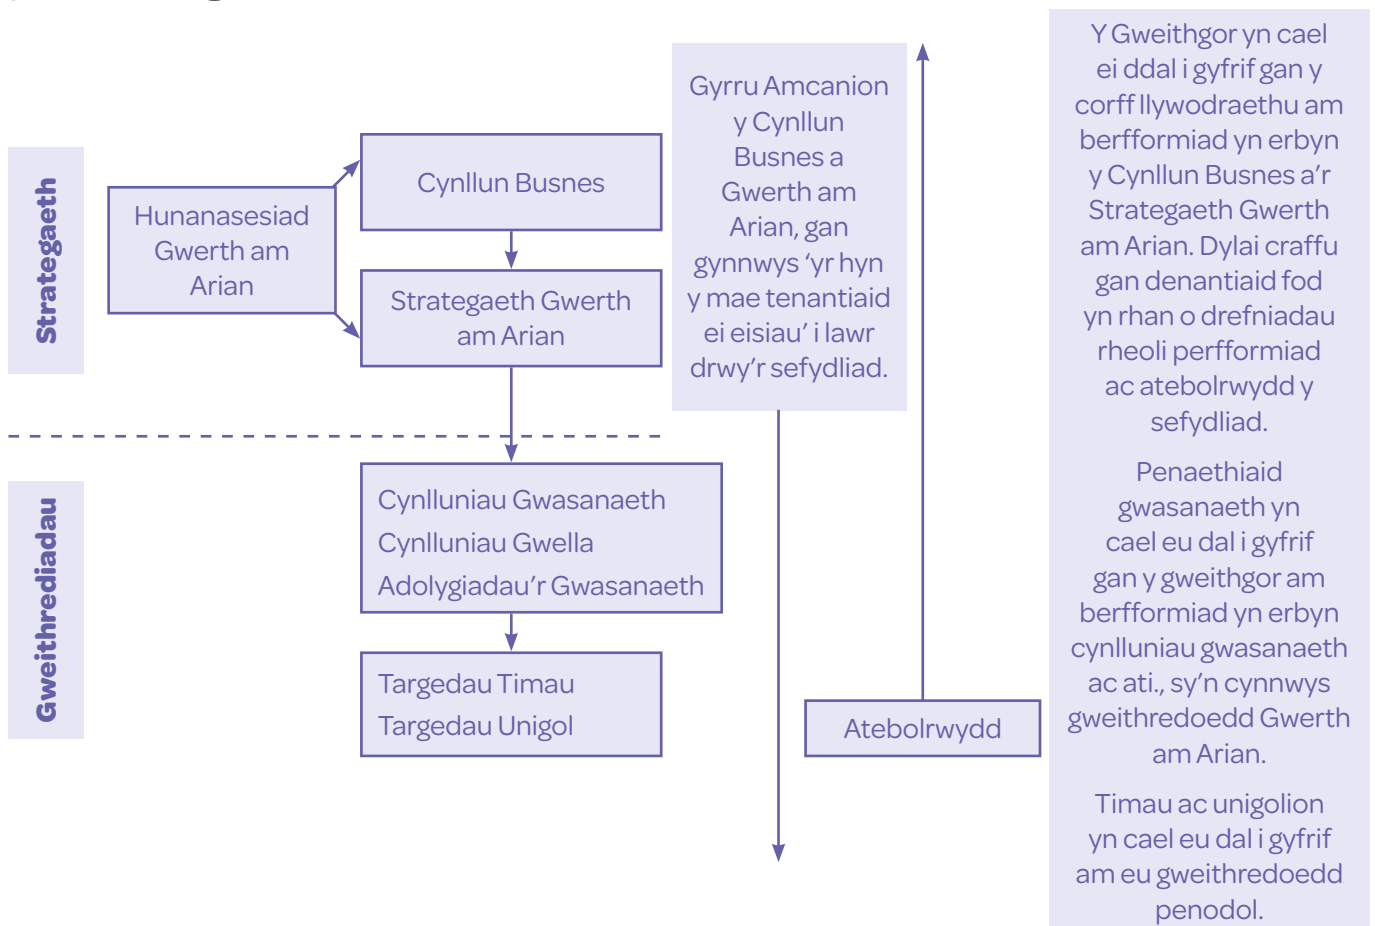 Strategaeth
Hunanasesiad
Gwerth am
Arian
Cynllun Busnes
Strategaeth Gwerth
am Arian
Gweithrediadau
Cynlluniau Gwasanaeth
Cynlluniau Gwella
Adolygiadau'r Gwasanaeth
Targedau Timau
Targedau Unigol
Gyrru Amcanion
y Cynllun
Busnes a
Gwerth am
Arian, gan
gynnwys ‘yr hyn
y mae tenantiaid
ei eisiau’ i lawr
drwy’r sefydliad.
Atebolrwydd
Y Gweithgor yn cael
ei ddal i gyfrif gan y
corff llywodraethu am
berfformiad yn erbyn
y Cynllun Busnes a’r
Strategaeth Gwerth
am Arian. Dylai craffu
gan denantiaid fod
yn rhan o drefniadau
rheoli perfformiad
ac atebolrwydd y
sefydliad.
Penaethiaid
gwasanaeth yn
cael eu dal i gyfrif
gan y gweithgor am
berfformiad yn erbyn
cynlluniau gwasanaeth
ac ati., sy’n cynnwys
gweithredoedd Gwerth
am Arian.
Timau ac unigolion
yn cael eu dal i gyfrif
am eu gweithredoedd
penodol.